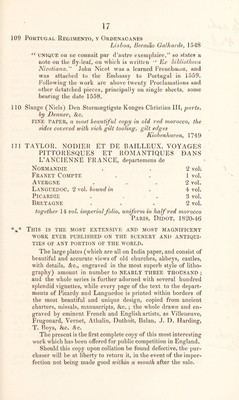 17
109 PORTUGAL REGIMENTO, Y ORDENACANES
Lisboa, Bernâo Galharde, 1548
"UNIQUE on ne connait par d'autre exemplaire," so states a
note on the fly-leaf, on which is written "Ex bibliotheca
Nicotiana." John Nicot was a learned Frenchman, and
was attached to the Embassy to Portugal in 1559.
Following the work are above twenty Proclamations and
other detatched pieces, principally on single sheets, some
bearing the date 1558.
110 Slange (Niels) Den Stormægtigste Konges Christian III, ports.
by Denner, &c.
FINE PAPER, a most beautiful copy in old red morocco, the
sides covered with rich gilt tooling, gilt edges
Kiobenhaven, 1749
111 TAYLOR, NODIER ET DE BAILLEUX, VOYAGES
PITTORESQUES ET ROMANTIQUES DANS
L'ANCIENNE FRANCE, departemens de
NORMANDIE 2 vol.
FRANET COMPTE 1 vol.
AVERGNE 2 vol.
LANGUEDOC, 2 vol. bound in 4 vol.
PICARDIE 3 vol.
BRETAGNE 2 vol.
together 14 vol. imperial folio, uniform in half red morocco
PARIS, DIDOT, 1820-46
*** THIS IS THE MOST EXTENSIVE AND MOST MAGNIFICENT
WORK EVER PUBLISHED ON THE SCENERY AND ANTIQUI-
TIES OF ANY PORTION OF THE WORLD.
The large plates (which are all on India paper, and consist of
beautiful and accurate views of old churches, abbeys, castles,
with details, &c., engraved in the most superb style of litho-
graphy) amount in number to NEARLY THREE THOUSAND;
and the whole series is further adorned with several hundred
splendid vignettes, while every page of the text to the depart-
ments of Picardy and Languedoc is printed within borders of
the most beautiful and unique design, copied from ancient
charters, missals, manuscripts, &c.; the whole drawn and en-
graved by eminent French and English artists, as Villeneuve,
Fragonard, Vernet, Athalin, Duthoit, Balan, J. D. Harding,
T. Boys, &c. &c.
The present is the first complete copy of this most interesting
work which has been offered for public competition in England.
Should this copy upon collation be found defective, the pur-
chaser will be at liberty to return it, in the event of the imper-
fection not being made good within a month after the sale.